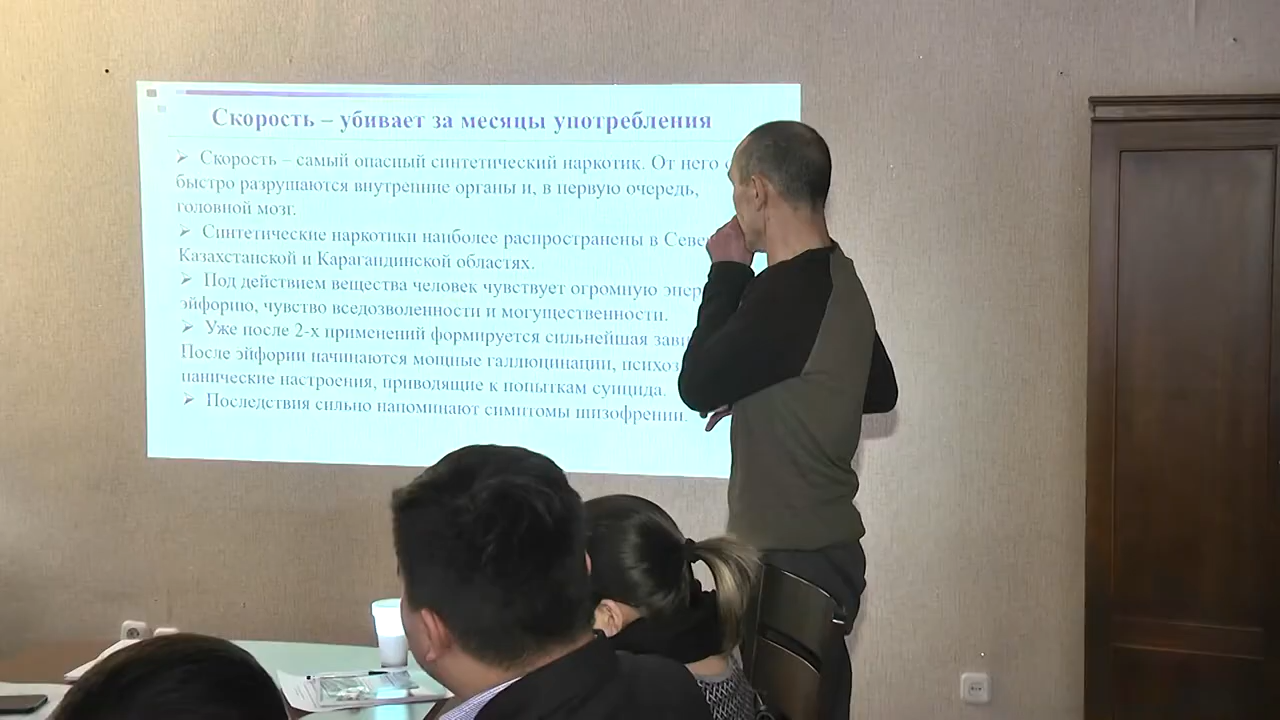 Скорость – убивает за месяцы употребления
➢ Скорость – самый опасный синтетический наркотик. От него
быстро разрушаются внутренние органы и, в первую очередь,
головной мозг.
➢ Синтетические наркотики наиболее распространены в
Казахстанской и Карагандинской областях.
➢ Под действием вещества человек чувствует огромную
эйфорию, чувство вседозволенности и могущественности.
➢ Уже после 2-х применений формируется сильнейшая
После эйфории начинаются мощные галлюцинации,
панические настроения, приводящие к попыткам суицида.
➢ Последствия сильно напоминают симптомы шизофрении.